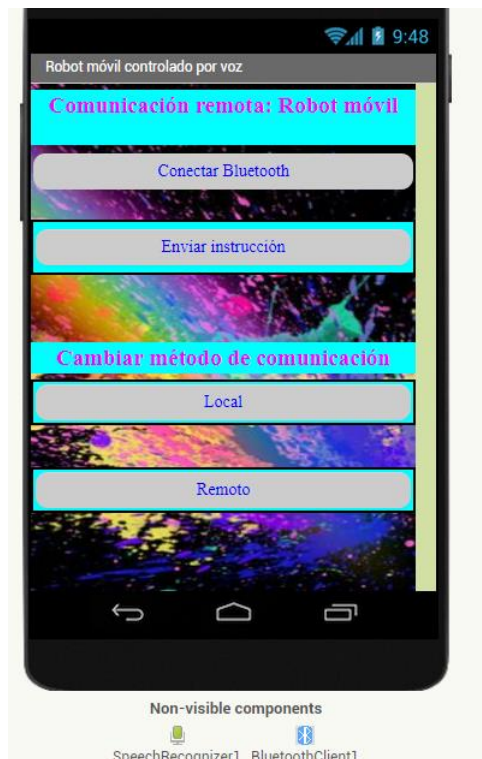 9:48
Robot móvil controlado por voz
Comunicación remota: Robot móvil
Conectar Bluetooth
Enviar instrucción
Cambiar método de comunicación
Local
Remoto
Non-visible components
SpeechRecognizer1 BluetoothClient1